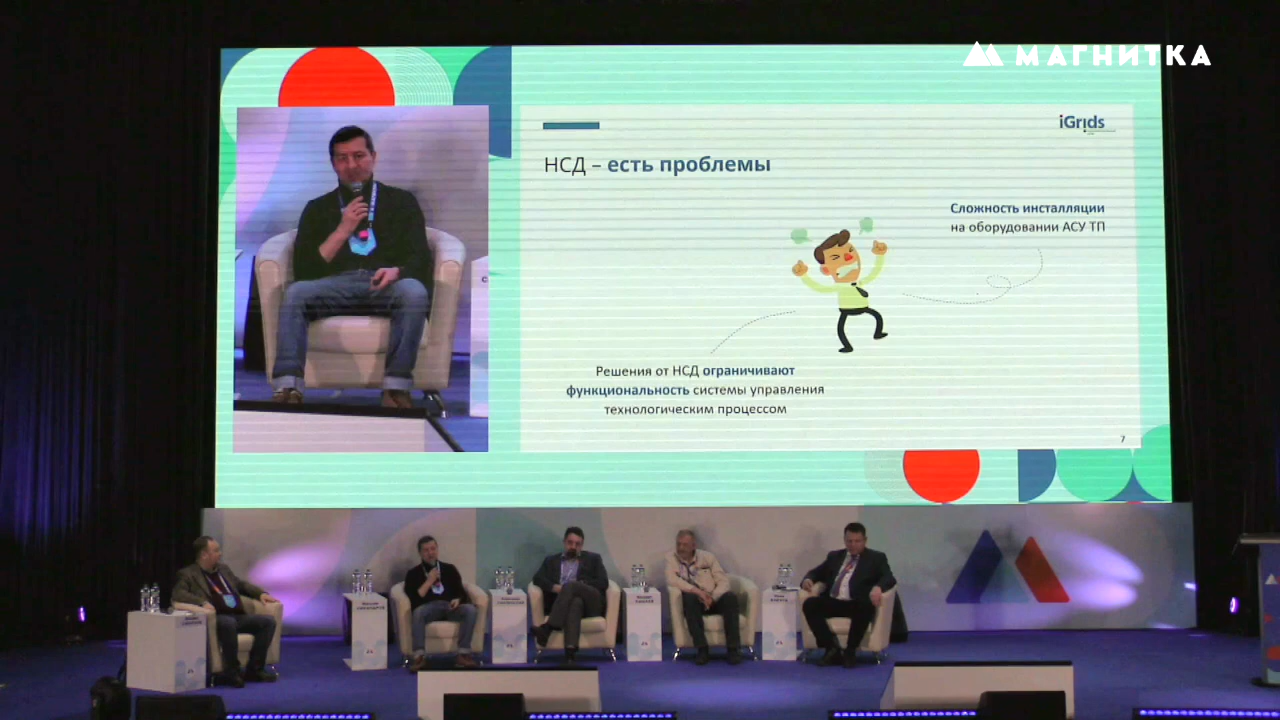 МАГНИТКА
iGrids
НСД – есть проблемы
Сложность инсталляции
на оборудовании АСУ ТП
Решения от НСД ограничивают
функциональность системы управления
технологическим процессом
7